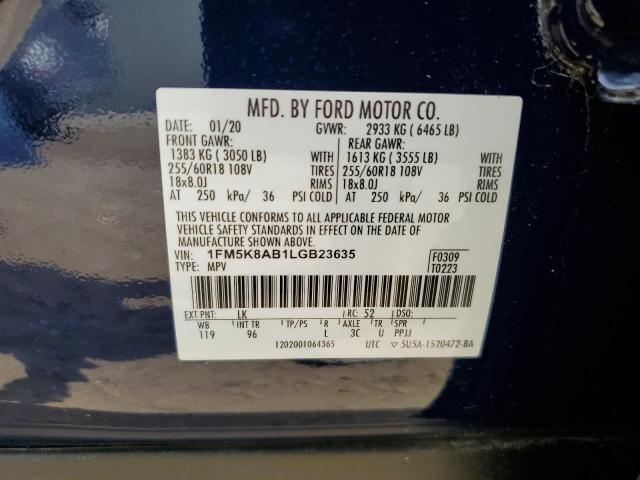 MFD. BY FORD MOTOR CO.
DATE: 01/20 GVWR: 2933 KG ( 6465 LB)
FRONT GAWR: REAR GAWR:
1383 KG ( 3050 LB) WITH 1613 KG ( 3555 LB) WITH
255/60R18 108V TIRES 255/60R18 108V TIRES
18x8.0J RIMS 18x8.0J RIMS
AT 250 kPa/ 36 PSI COLD AT 250 kPa/ 36 PSI COLD
THIS VEHICLE CONFORMS TO ALL APPLICABLE FEDERAL MOTOR
VEHICLE SAFETY STANDARDS IN EFFECT ON THE DATE OF
MANUFACTURE SHOWN ABOVE.
VIN: 1FM5K8AB1LGB23635 F0309
TYPE: MPV T0223
EXT PNT: LK RC: 52 DSO:
WB INT TR TP/PS R AXLE TR SPR
119 96 L 3C U PPJJ
1202001064365 UTC ▽ 5U5A-1520472-BA